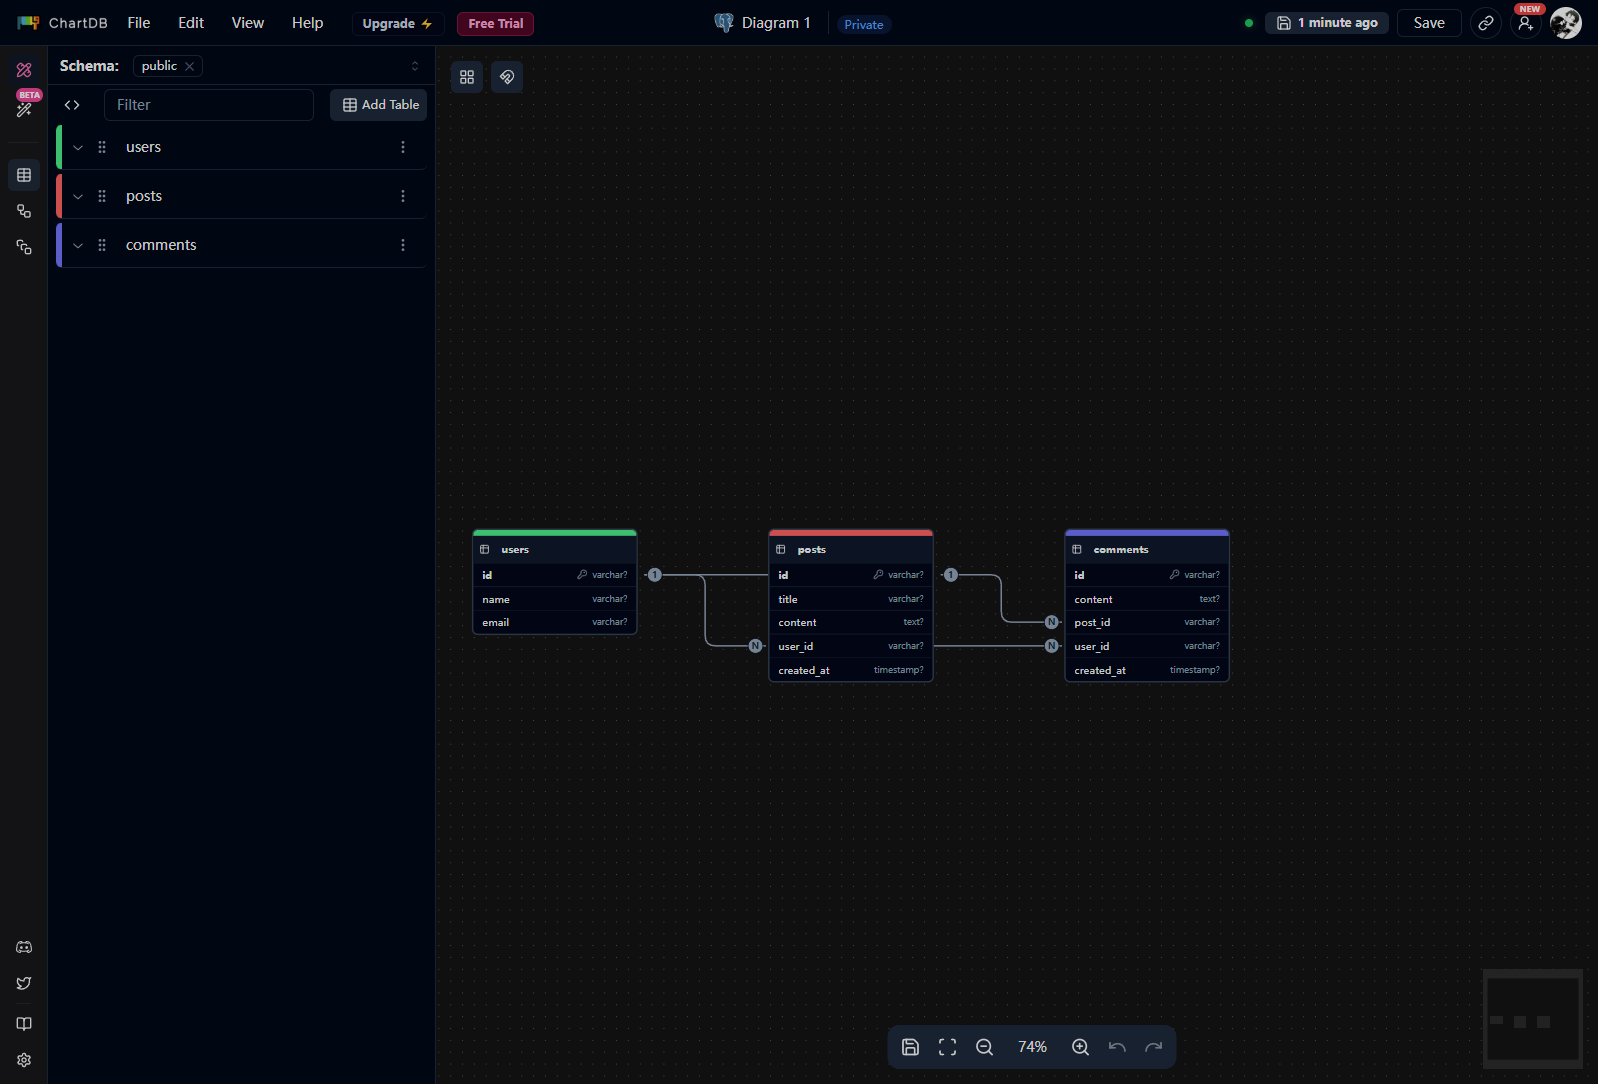 ChartDB File Edit View Help Upgrade Free Trial Diagram 1 Private 1 minute ago Save NEW
Schema: public
BETA
Filter Add Table
users
posts
comments
users
id varchar?
name varchar?
email varchar?
1
posts
id varchar?
title varchar?
content text?
user_id varchar?
created_at timestamp?
N
1
comments
id varchar?
content text?
post_id varchar?
user_id varchar?
created_at timestamp?
N
N
74%